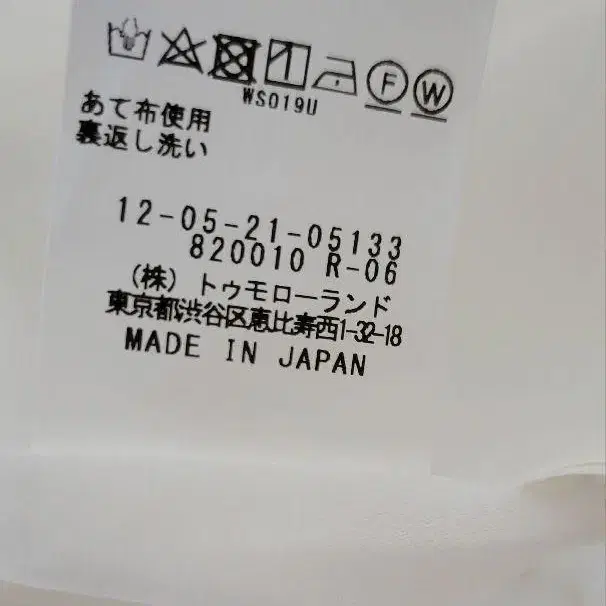 F W
WS019U
あて布使用
裏返し洗い
12-05-21-05133
820010 R-06
(株) トゥモローランド
東京都渋谷区恵比寿西1-32-18
MADE IN JAPAN